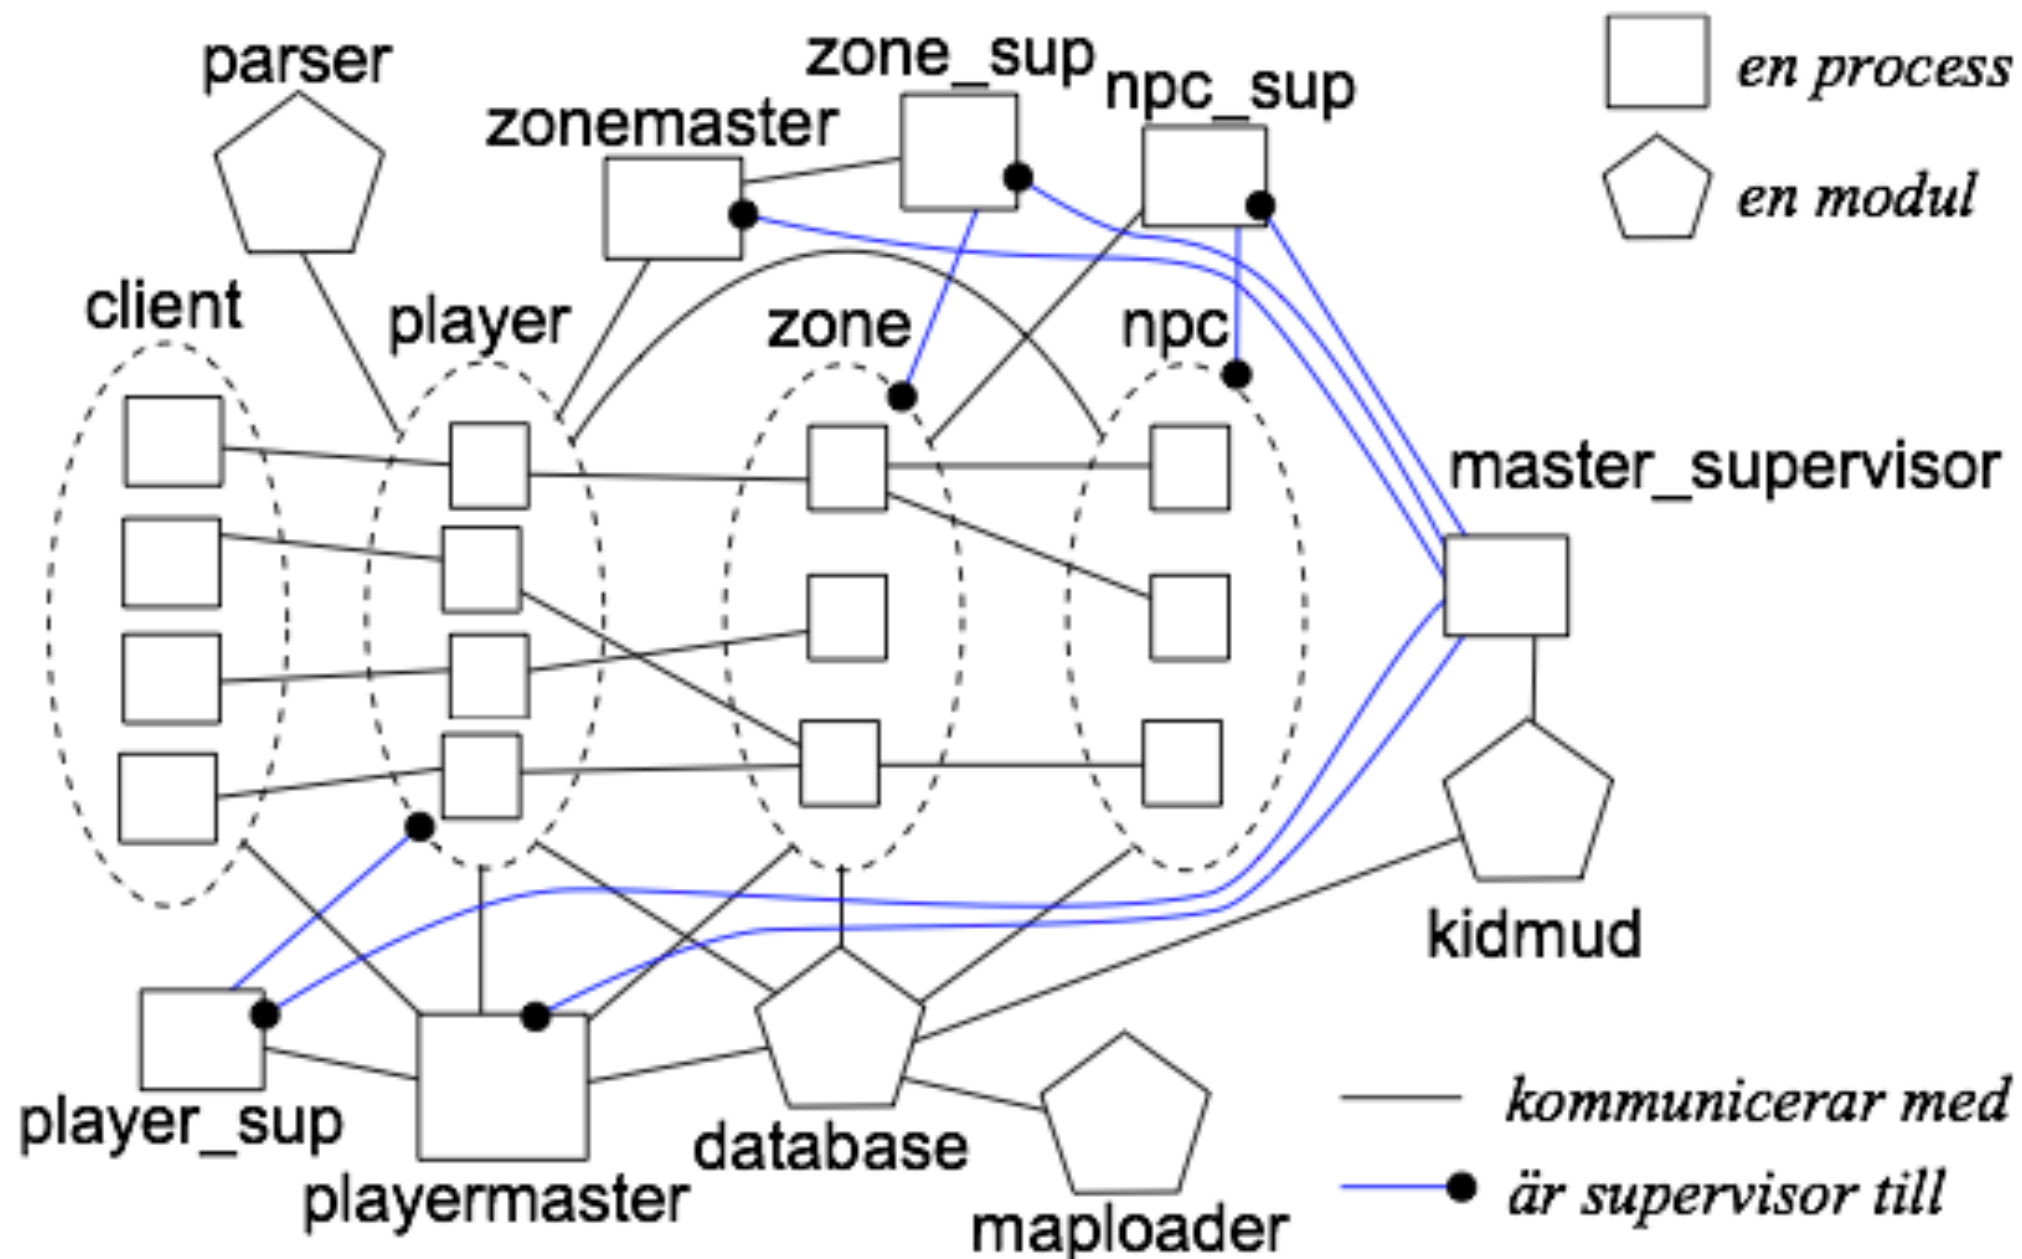 parser
zone_sup
npc_sup
en process
zonemaster
en modul
client
player
zone
npc
master_supervisor
kidmud
player_sup
playermaster
database
maploader
kommunicerar med
är supervisor till